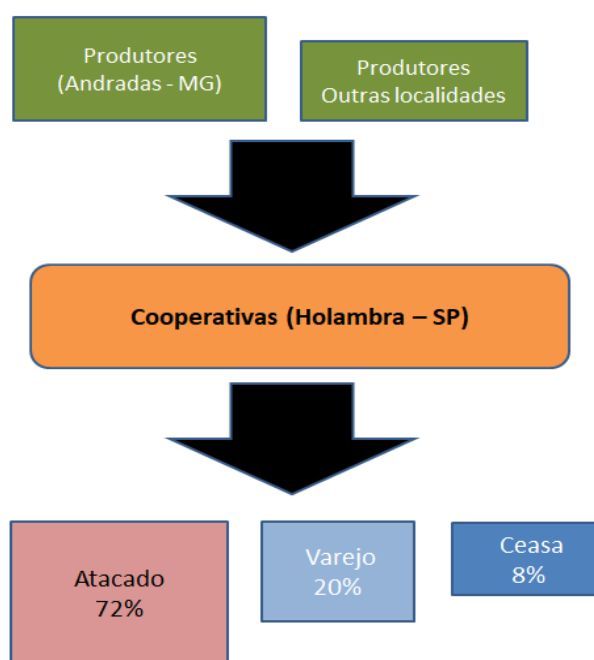 Produtores
(Andradas - MG)
Produtores
Outras localidades
Cooperativas (Holambra – SP)
Atacado
72%
Varejo
20%
Ceasa
8%